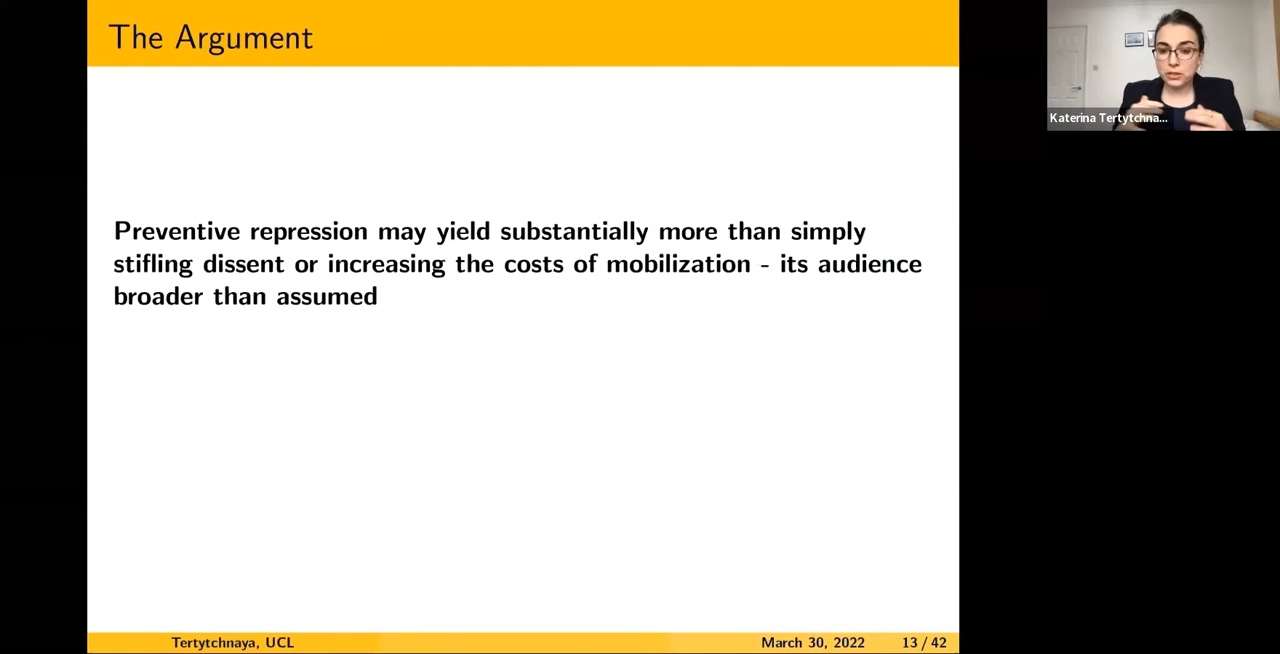 The Argument
Katerina Tertytchna...
Preventive repression may yield substantially more than simply
stifling dissent or increasing the costs of mobilization - its audience
broader than assumed
Tertytchnaya, UCL
March 30, 2022
13 / 42